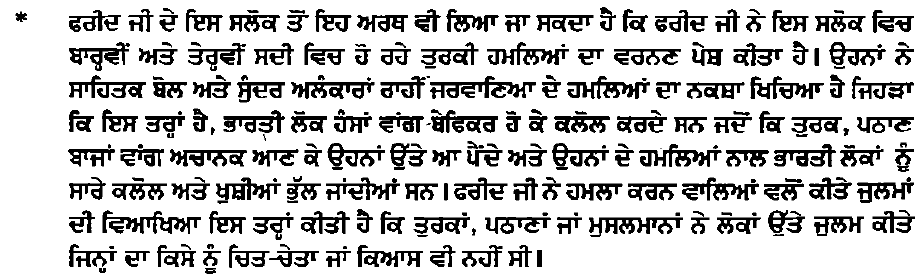 * ਫਰੀਦ ਜੀ ਦੇ ਇਸ ਸਲੋਕ ਤੋਂ ਇਹ ਅਰਥ ਵੀ ਲਿਆ ਜਾ ਸਕਦਾ ਹੈ ਕਿ ਫਰੀਦ ਜੀ ਨੇ ਇਸ ਸਲੋਕ ਵਿਚ
ਬਾਰ੍ਹਵੀਂ ਅਤੇ ਤੇਰ੍ਹਵੀਂ ਸਦੀ ਵਿਚ ਹੋ ਰਹੇ ਤੁਰਕੀ ਹਮਲਿਆਂ ਦਾ ਵਰਨਣ ਪੇਸ਼ ਕੀਤਾ ਹੈ। ਉਹਨਾਂ ਨੇ
ਸਾਹਿਤਕ ਬੋਲ ਅਤੇ ਸੁੰਦਰ ਅਲੰਕਾਰਾਂ ਰਾਹੀਂ ਜਰਵਾਣਿਆ ਦੇ ਹਮਲਿਆਂ ਦਾ ਨਕਸ਼ਾ ਖਿਚਿਆ ਹੈ ਜਿਹੜਾ
ਕਿ ਇਸ ਤਰ੍ਹਾਂ ਹੈ, ਭਾਰਤੀ ਲੋਕ ਹੰਸਾਂ ਵਾਂਗ ਬੇਫਿਕਰ ਹੋ ਕੇ ਕਲੋਲ ਕਰਦੇ ਸਨ ਜਦੋਂ ਕਿ ਤੁਰਕ, ਪਠਾਣ
ਬਾਜਾਂ ਵਾਂਗ ਅਚਾਨਕ ਆਣ ਕੇ ਉਹਨਾਂ ਉੱਤੇ ਆ ਪੈਂਦੇ ਅਤੇ ਉਹਨਾਂ ਦੇ ਹਮਲਿਆਂ ਨਾਲ ਭਾਰਤੀ ਲੋਕਾਂ ਨੂੰ
ਸਾਰੇ ਕਲੋਲ ਅਤੇ ਖੁਸ਼ੀਆਂ ਭੁੱਲ ਜਾਂਦੀਆਂ ਸਨ। ਫਰੀਦ ਜੀ ਨੇ ਹਮਲਾ ਕਰਨ ਵਾਲਿਆਂ ਵਲੋਂ ਕੀਤੇ ਜੁਲਮਾਂ
ਦੀ ਵਿਆਖਿਆ ਇਸ ਤਰ੍ਹਾਂ ਕੀਤੀ ਹੈ ਕਿ ਤੁਰਕਾਂ, ਪਠਾਣਾਂ ਜਾਂ ਮੁਸਲਮਾਨਾਂ ਨੇ ਲੋਕਾਂ ਉੱਤੇ ਜੁਲਮ ਕੀਤੇ
ਜਿਨ੍ਹਾਂ ਦਾ ਕਿਸੇ ਨੂੰ ਚਿਤ-ਚੇਤਾ ਜਾਂ ਕਿਆਸ ਵੀ ਨਹੀਂ ਸੀ।